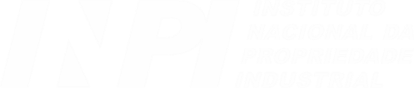 INPI
INSTITUTO
NACIONAL DA
PROPRIEDADE
INDUSTRIAL